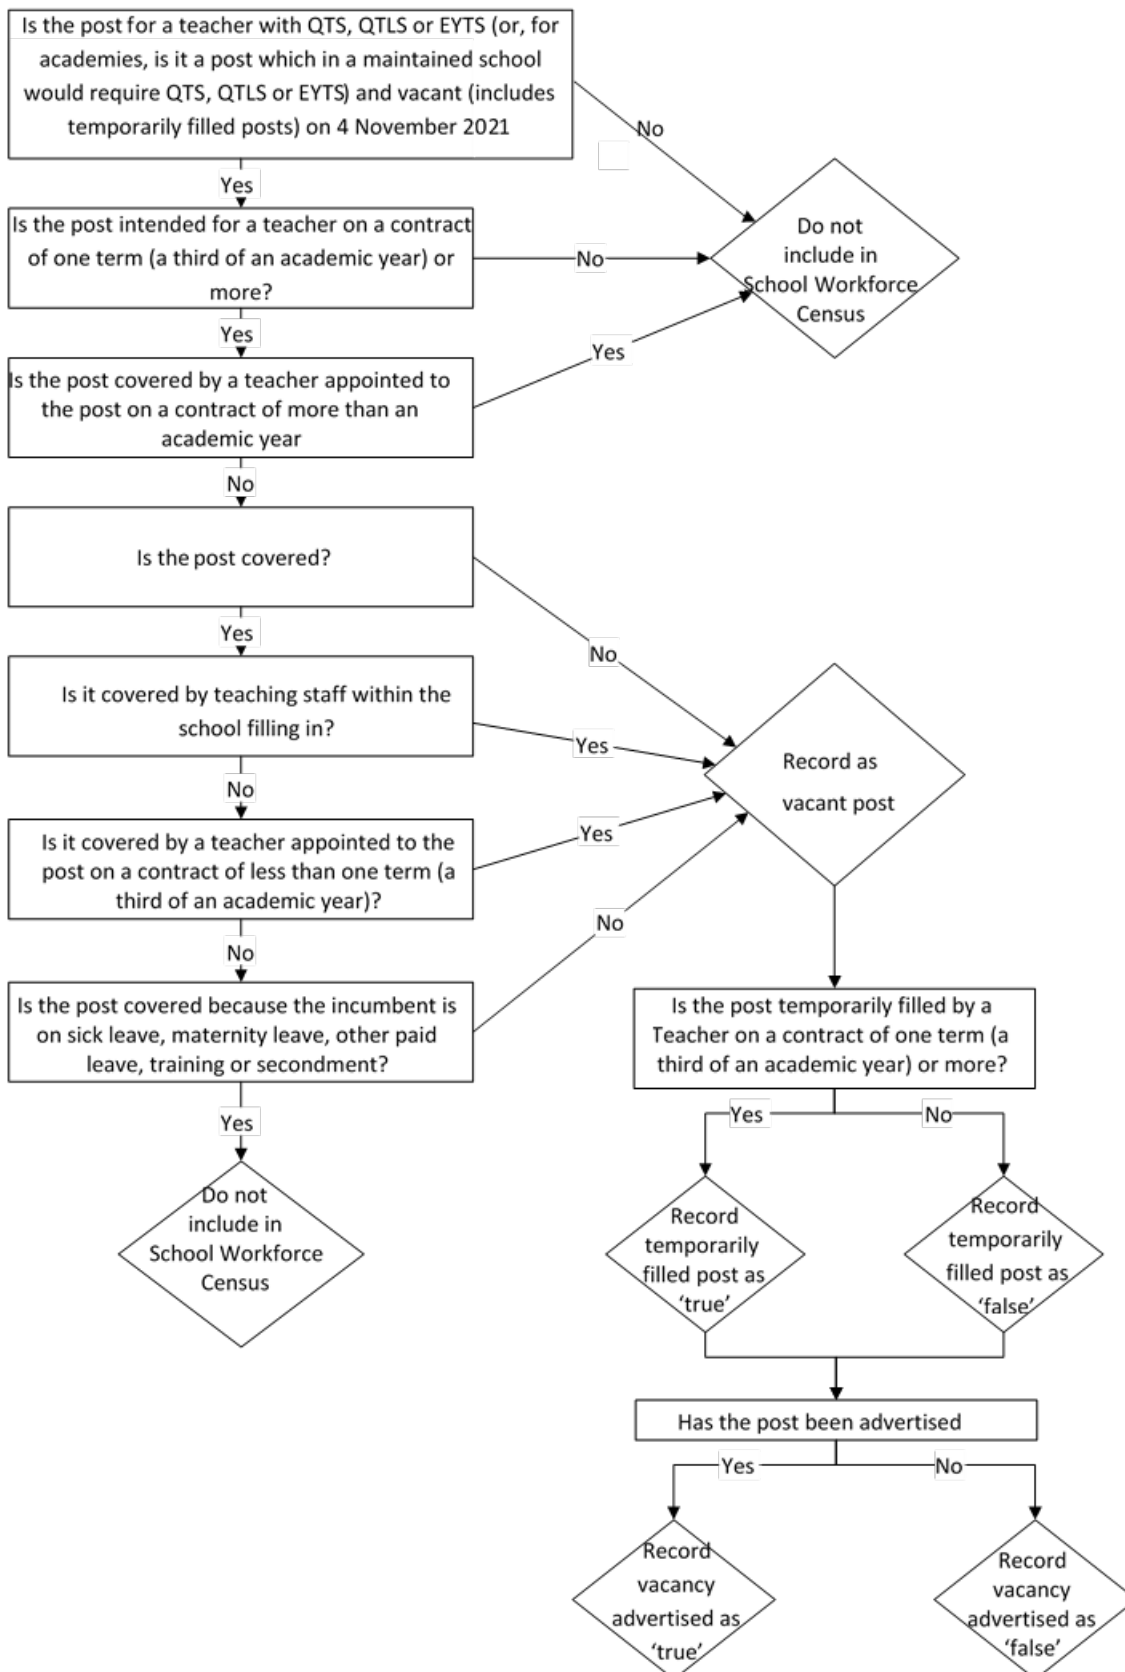 Is the post for a teacher with QTS, QTLS or EYTS (or, for
academies, is it a post which in a maintained school
would require QTS, QTLS or EYTS) and vacant (includes
temporarily filled posts) on 4 November 2021
No
Yes
Is the post intended for a teacher on a contract
of one term (a third of an academic year) or
more?
No
Do not
include in
School Workforce
Census
Yes
Yes
Is the post covered by a teacher appointed to
the post on a contract of more than an
academic year
No
Is the post covered?
Yes
No
Is it covered by teaching staff within the
school filling in?
Yes
Record as
vacant post
No
Is it covered by a teacher appointed to the
post on a contract of less than one term (a
third of an academic year)?
Yes
No
No
Is the post covered because the incumbent is
on sick leave, maternity leave, other paid
leave, training or secondment?
Is the post temporarily filled by a
Teacher on a contract of one term (a
third of an academic year) or more?
Yes
Yes
No
Do not
include in
School Workforce
Census
Record
temporarily
filled post as
‘true’
Record
temporarily
filled post as
‘false’
Has the post been advertised
Yes
No
Record
vacancy
advertised as
‘true’
Record
vacancy
advertised as
‘false’